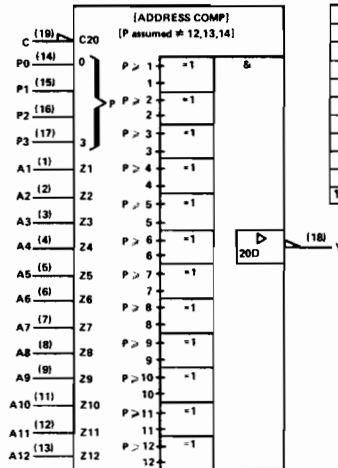 [ADDRESS COMP]
[P assumed ≠ 12,13,14]
C (19) C20
P0 (14) 0
P1 (15)
P2 (16) P
P3 (17) 3
A1 (1) Z1
A2 (2) Z2
A3 (3) Z3
A4 (4) Z4
A5 (5) Z5
A6 (6) Z6
A7 (7) Z7
A8 (8) Z8
A9 (9) Z9
A10 (11) Z10
A11 (12) Z11
A12 (13) Z12
P ⩾ 1 =1 &
1
P ⩾ 2 =1
2
P ⩾ 3 =1
3
P ⩾ 4 =1
4
P ⩾ 5 =1
5
P ⩾ 6 =1
6
P ⩾ 7 =1
7
P ⩾ 8 =1
8
P ⩾ 9 =1
9
P ⩾ 10 =1
10
P ⩾ 11 =1
11
P ⩾ 12 =1
12
▷
20D
(18)